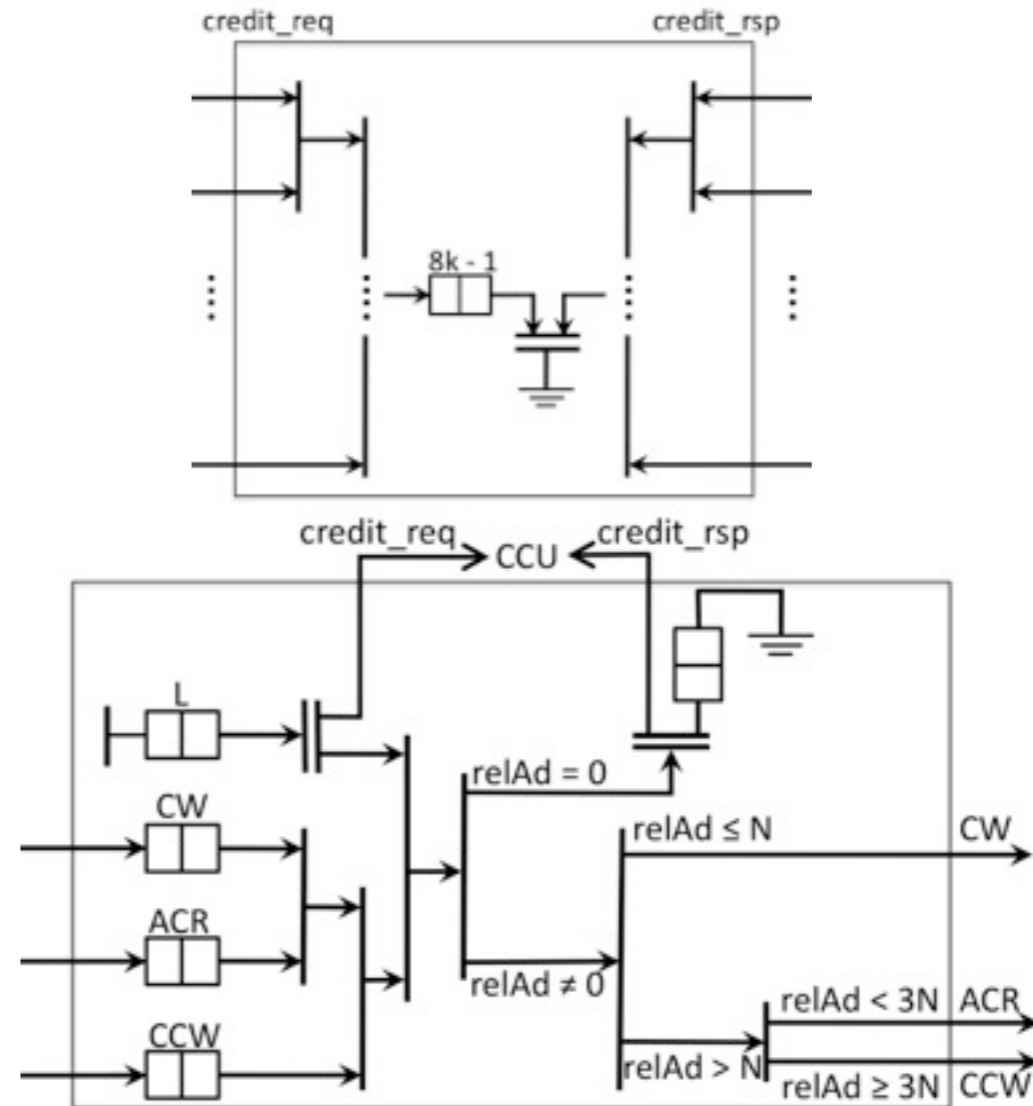 credit_req credit_rsp
8k - 1
credit_req CCU credit_rsp
L
relAd = 0
CW
relAd ≤ N CW
ACR
relAd ≠ 0
relAd < 3N ACR
CCW
relAd > N
relAd ≥ 3N CCW